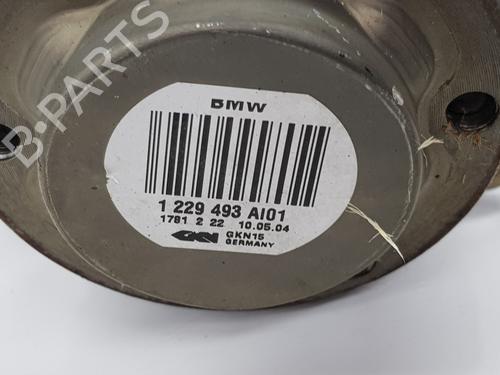 B-PARTS
BMW
1 229 493 AI01
1781 2 22 10.05.04
GKN GKN15
GERMANY